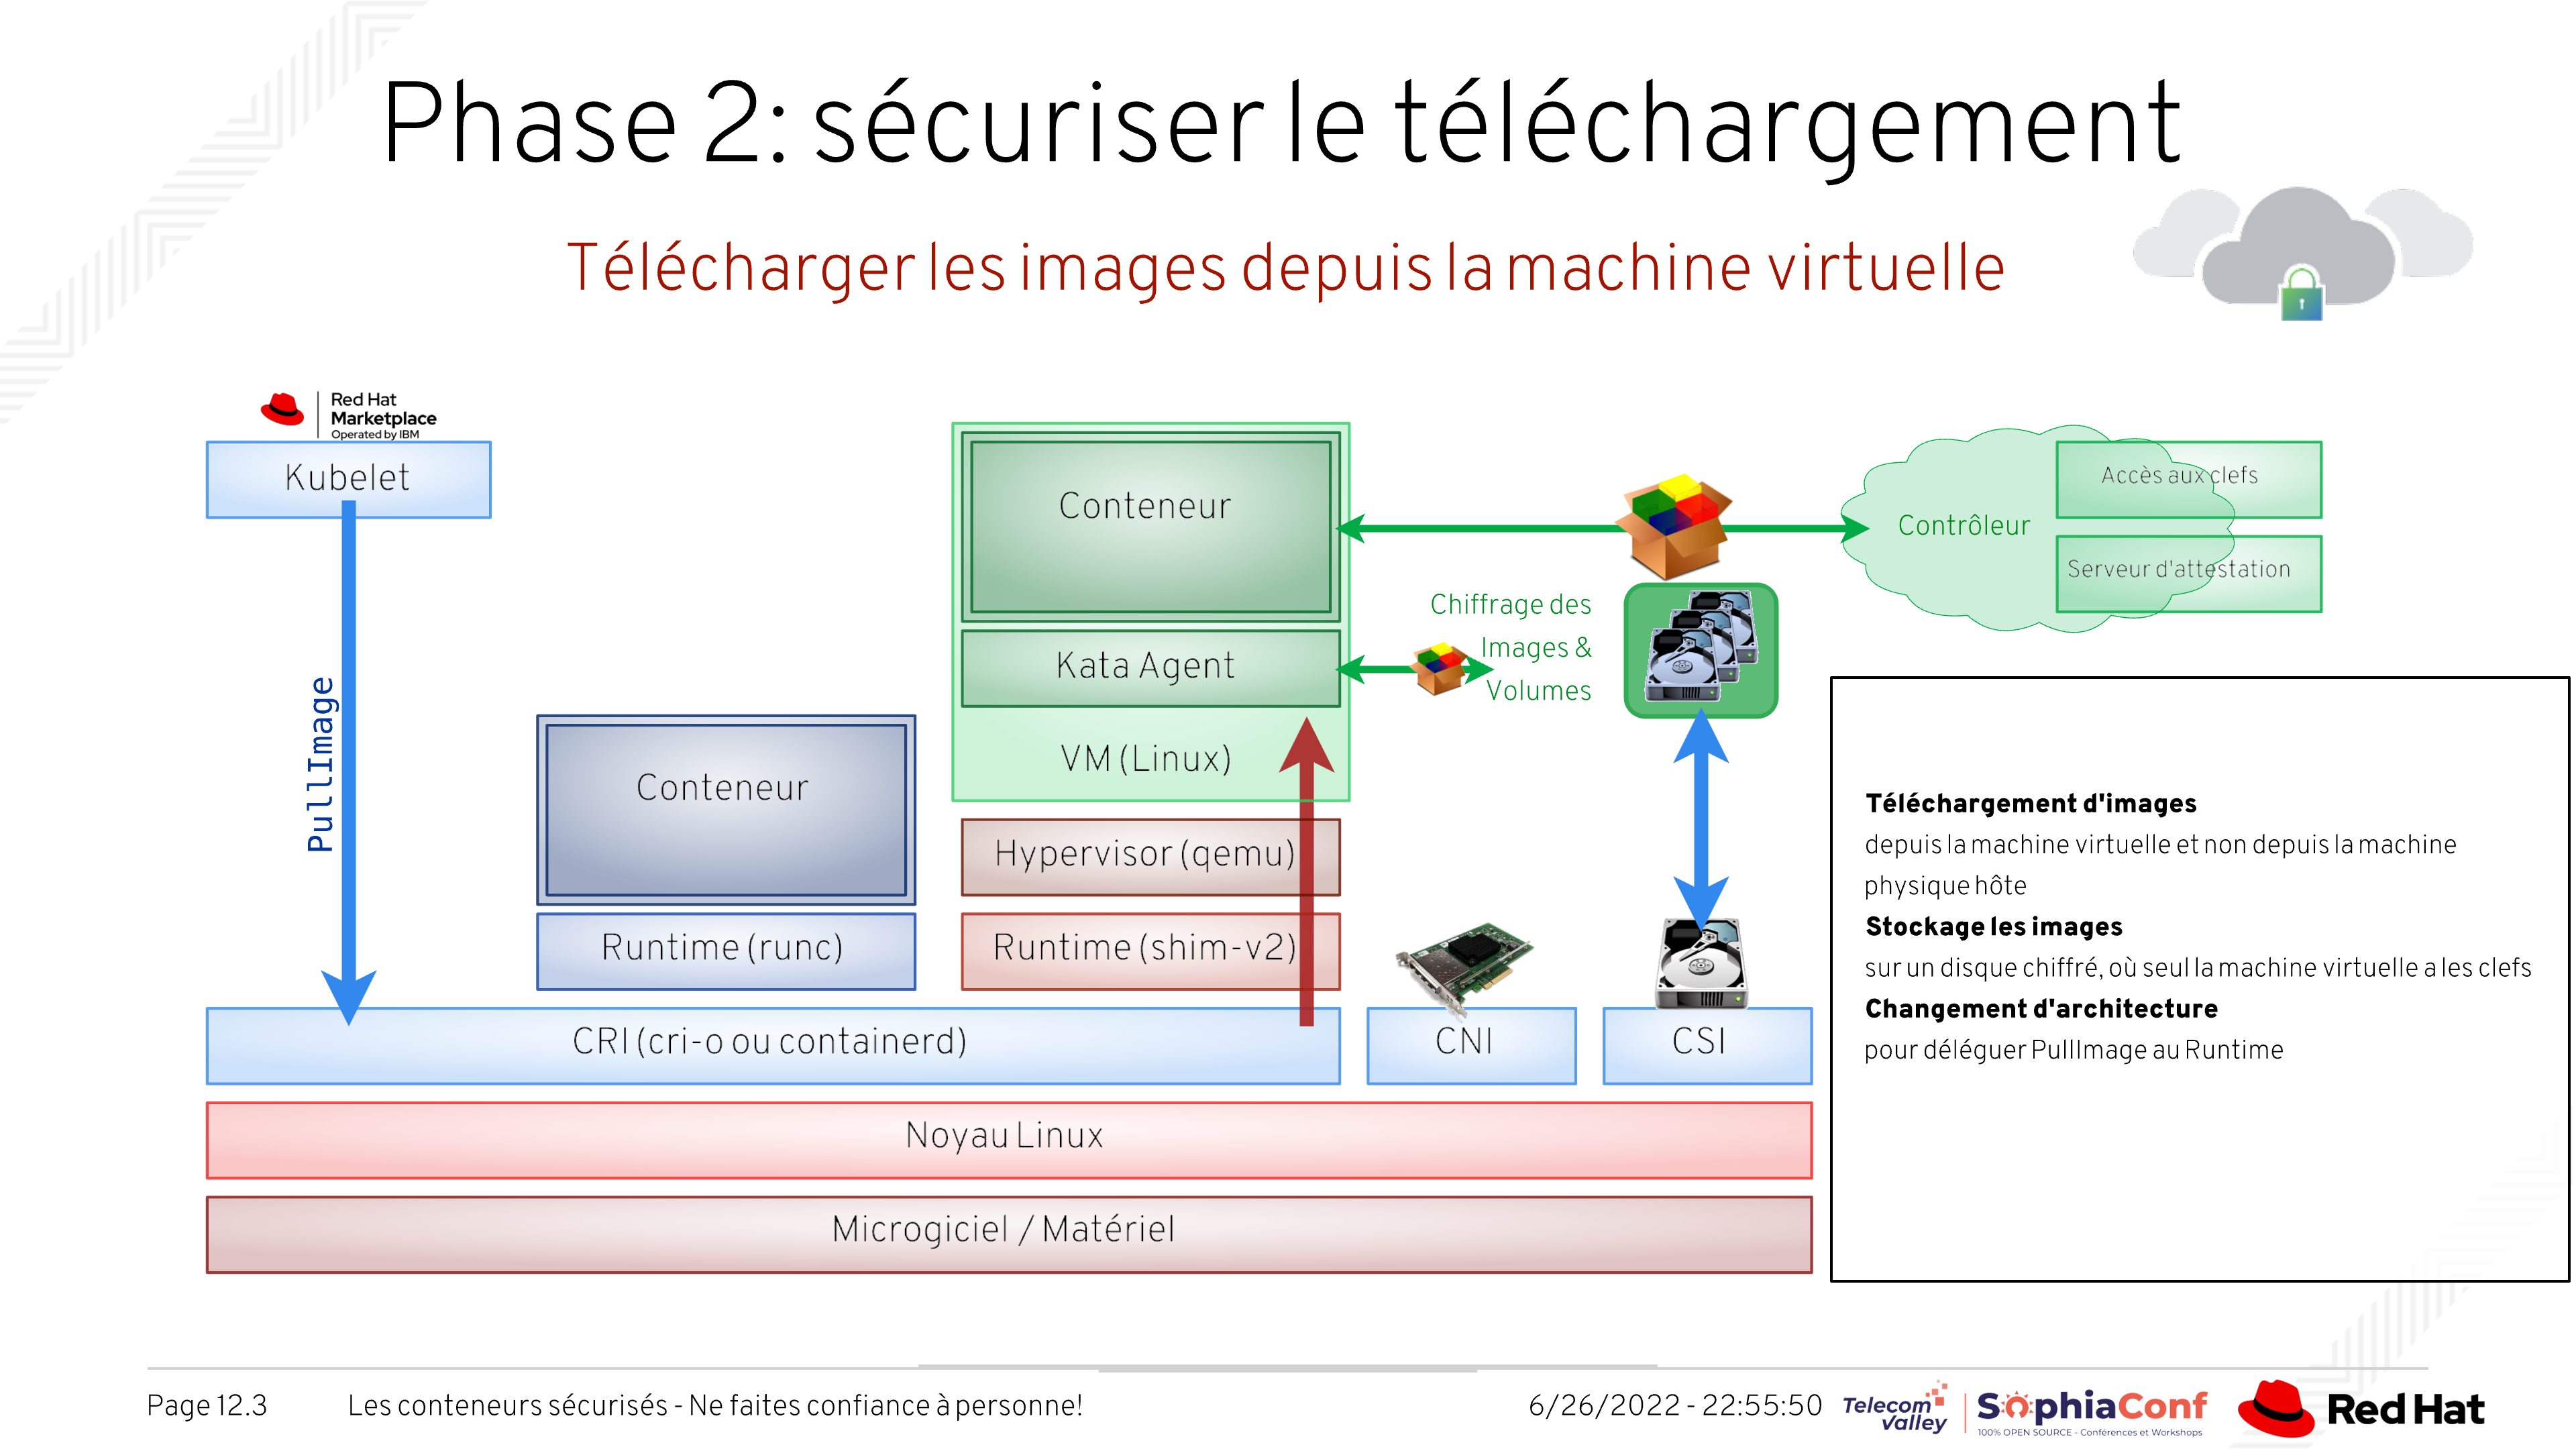 Phase 2: sécuriser le téléchargement
Télécharger les images depuis la machine virtuelle
Red Hat
Marketplace
Operated by IBM
Kubelet
PullImage
Conteneur
Runtime (runc)
Conteneur
Kata Agent
VM (Linux)
Hypervisor (qemu)
Runtime (shim-v2)
Chiffrage des
Images &
Volumes
Contrôleur
Accès aux clefs
Serveur d'attestation
CRI (cri-o ou containerd)
CNI
CSI
Noyau Linux
Microgiciel / Matériel
Téléchargement d'images
depuis la machine virtuelle et non depuis la machine
physique hôte
Stockage les images
sur un disque chiffré, où seul la machine virtuelle a les clefs
Changement d'architecture
pour déléguer PullImage au Runtime
Page 12.3
Les conteneurs sécurisés - Ne faites confiance à personne!
6/26/2022 - 22:55:50
Telecom
Valley
SophiaConf
100% OPEN SOURCE - Conférences et Workshops
Red Hat